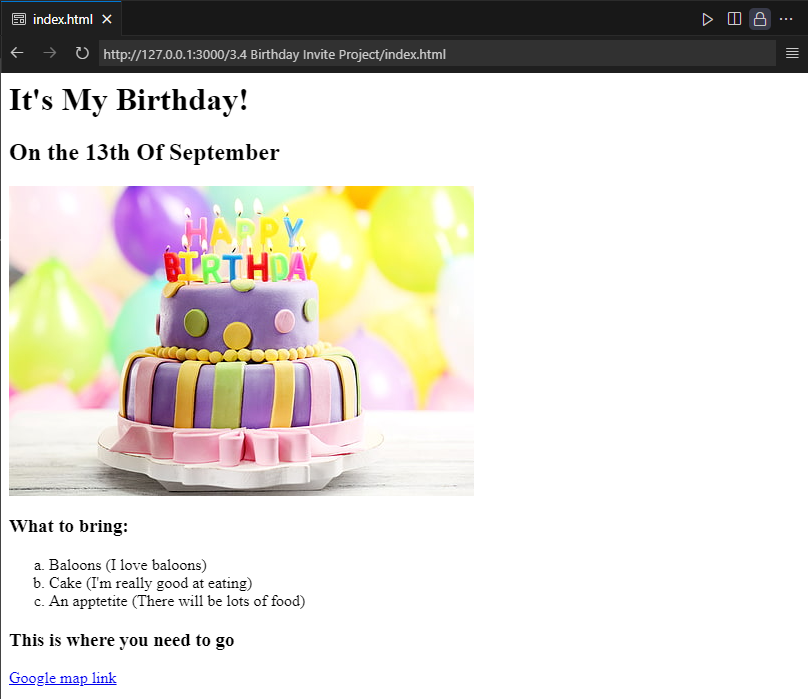 index.html
http://127.0.0.1:3000/3.4 Birthday Invite Project/index.html
It's My Birthday!
On the 13th Of September
HAPPY
BIRTHDAY
What to bring:
a. Baloons (I love baloons)
b. Cake (I'm really good at eating)
c. An apptetite (There will be lots of food)
This is where you need to go
Google map link